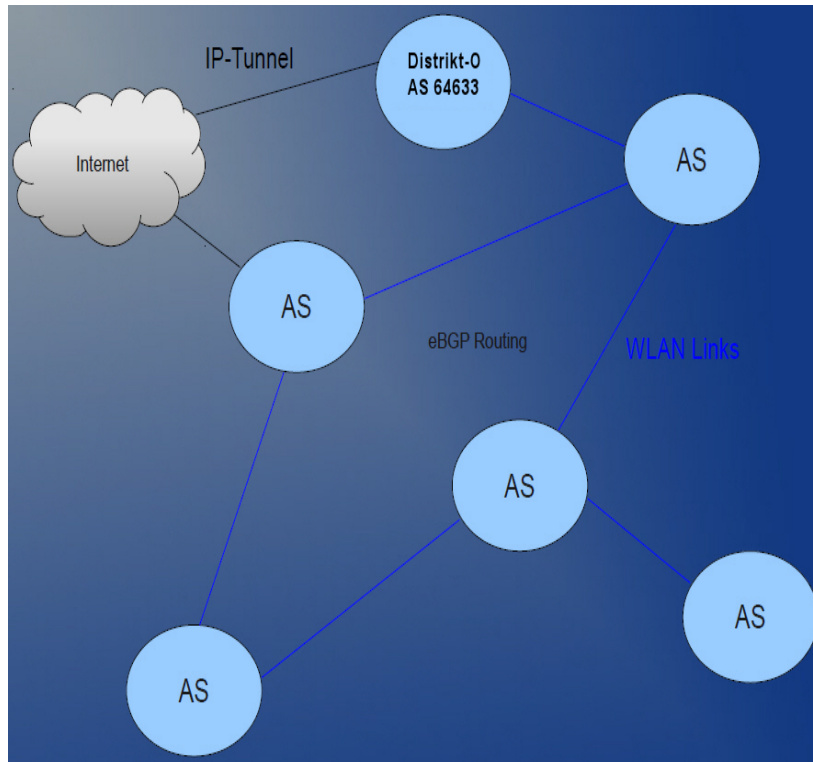 IP-Tunnel
Distrikt-O
AS 64633
Internet
AS
AS
eBGP Routing
WLAN Links
AS
AS
AS